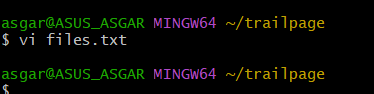 asgar@ASUS_ASGAR MINGW64 ~/trailpage
$ vi files.txt
asgar@ASUS_ASGAR MINGW64 ~/trailpage
$